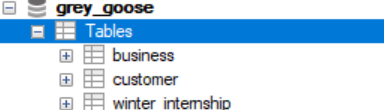 grey_goose
Tables
business
customer
winter_internship